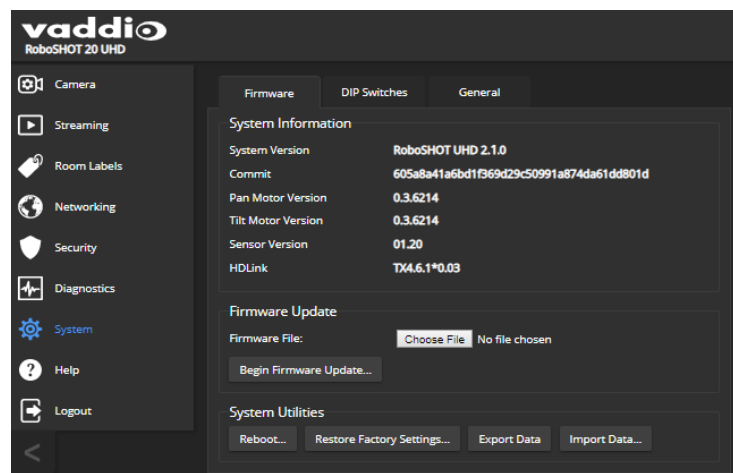 vaddio
RoboSHOT 20 UHD
Camera
Streaming
Room Labels
Networking
Security
Diagnostics
System
Help
Logout
Firmware DIP Switches General
System Information
System Version RoboSHOT UHD 2.1.0
Commit 605a8a41a6bd1f369d29c50991a874da61dd801d
Pan Motor Version 0.3.6214
Tilt Motor Version 0.3.6214
Sensor Version 01.20
HDLink TX4.6.1*0.03
Firmware Update
Firmware File: Choose File No file chosen
Begin Firmware Update...
System Utilities
Reboot... Restore Factory Settings... Export Data Import Data...